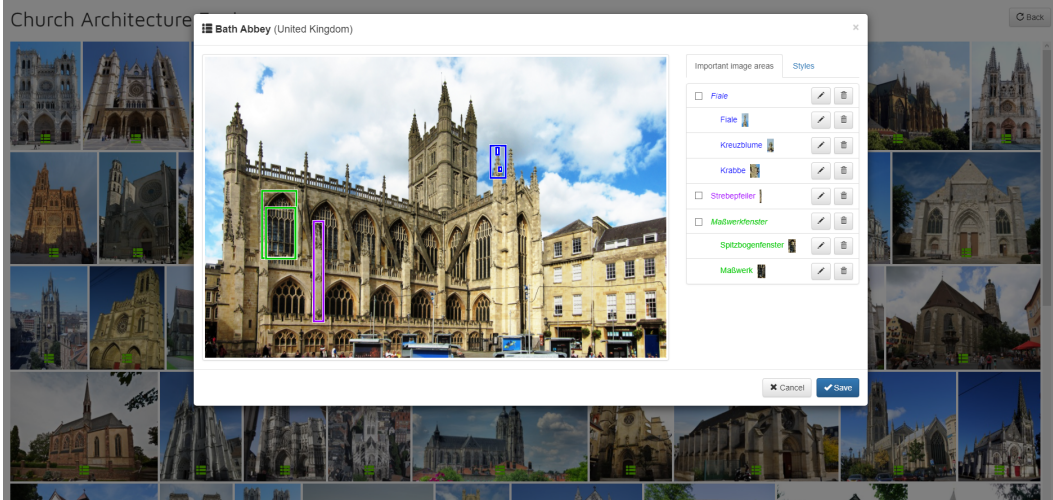 Church Architecture
Back
Bath Abbey (United Kingdom)
×
Important image areas
Styles
Fiale
Fiale
Kreuzblume
Krabbe
Strebepfeiler
Maßwerkfenster
Spitzbogenfenster
Maßwerk
Cancel
Save